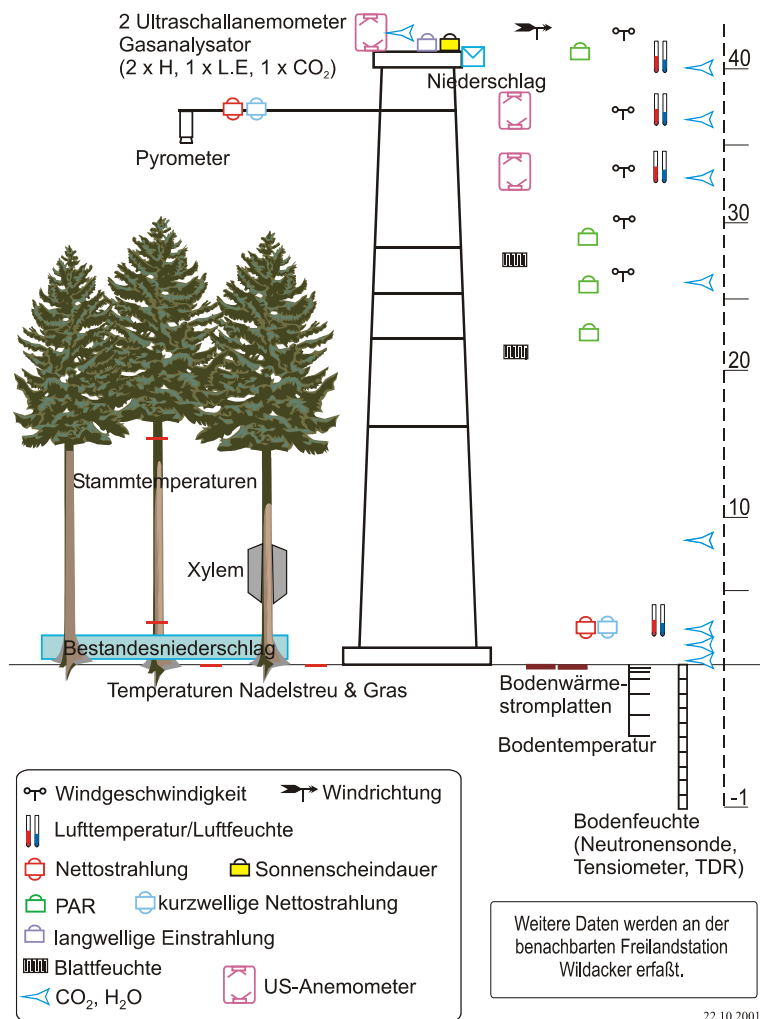 2 Ultraschallanemometer
Gasanalysator
(2 x H, 1 x L.E, 1 x CO₂)
Niederschlag
40
Pyrometer
30
20
Stammtemperaturen
10
Xylem
Bestandesniederschlag
Temperaturen Nadelstreu & Gras
Bodenwärme-
stromplatten
Bodentemperatur
-1
Bodenfeuchte
(Neutronensonde,
Tensiometer, TDR)
Windgeschwindigkeit Windrichtung
Lufttemperatur/Luftfeuchte
Nettostrahlung Sonnenscheindauer
PAR kurzwellige Nettostrahlung
langwellige Einstrahlung
Blattfeuchte
US-Anemometer
CO₂, H₂O
Weitere Daten werden an der
benachbarten Freilandstation
Wildacker erfaßt.
22.10.2001